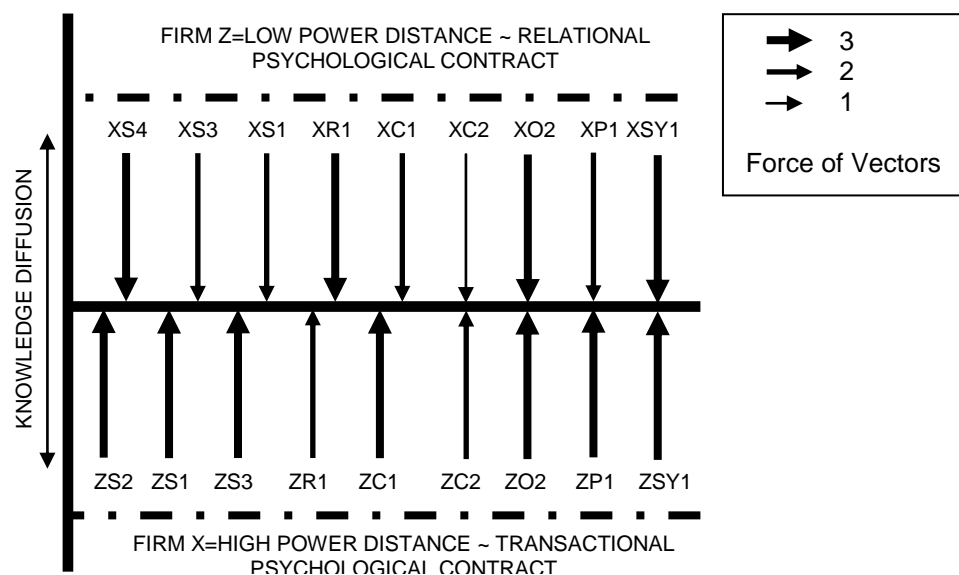 FIRM Z=LOW POWER DISTANCE ~ RELATIONAL
PSYCHOLOGICAL CONTRACT
3
2
1
Force of Vectors
XS4 XS3 XS1 XR1 XC1 XC2 XO2 XP1 XSY1
KNOWLEDGE DIFFUSION
ZS2 ZS1 ZS3 ZR1 ZC1 ZC2 ZO2 ZP1 ZSY1
FIRM X=HIGH POWER DISTANCE ~ TRANSACTIONAL
PSYCHOLOGICAL CONTRACT